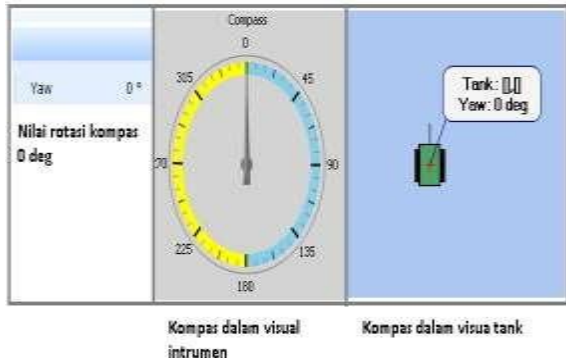 Yaw 0 °
Nilai rotasi kompas
0 deg
Compass
0
45
90
135
180
225
270
305
Tank: [],[]
Yaw: 0 deg
Kompas dalam visual
intrumen
Kompas dalam visua tank